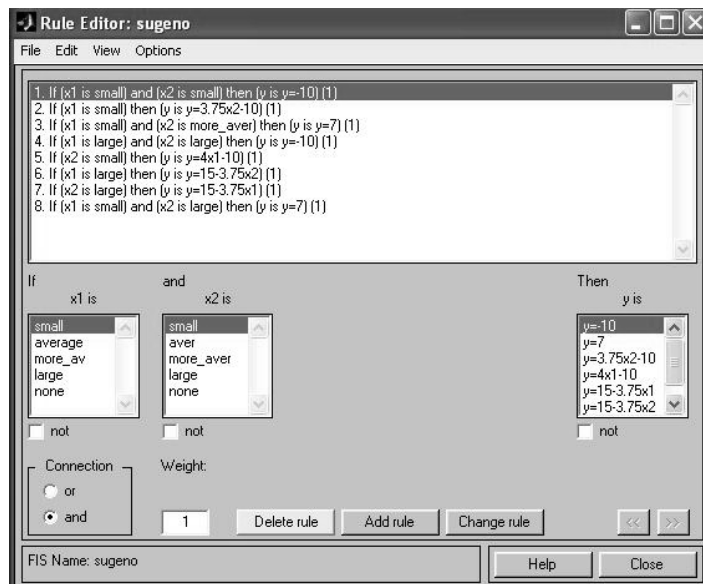 Rule Editor: sugeno
File Edit View Options
1. If (x1 is small) and (x2 is small) then (y is y=-10) (1)
2. If (x1 is small) then (y is y=3.75x2-10) (1)
3. If (x1 is small) and (x2 is more_aver) then (y is y=7) (1)
4. If (x1 is large) and (x2 is large) then (y is y=-10) (1)
5. If (x2 is small) then (y is y=4x1-10) (1)
6. If (x1 is large) then (y is y=15-3.75x2) (1)
7. If (x2 is large) then (y is y=15-3.75x1) (1)
8. If (x1 is small) and (x2 is large) then (y is y=7) (1)
If and Then
x1 is x2 is y is
small
average
more_av
large
none
small
aver
more_aver
large
none
y=-10
y=7
y=3.75x2-10
y=4x1-10
y=15-3.75x1
y=15-3.75x2
not not not
Connection
or
and
Weight:
1 Delete rule Add rule Change rule << >>
FIS Name: sugeno Help Close